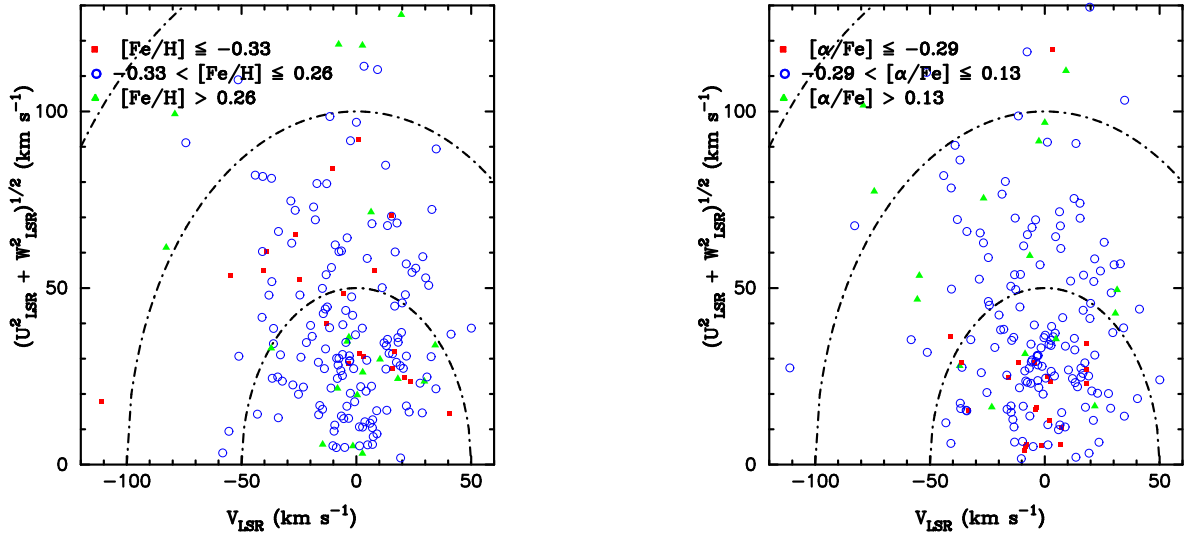 [Fe/H] ≤ −0.33
−0.33 < [Fe/H] ≤ 0.26
[Fe/H] > 0.26
(U²LSR + W²LSR)^1/2 (km s⁻¹)
100
50
0
−100 −50 0 50
V_LSR (km s⁻¹)
[α/Fe] ≤ −0.29
−0.29 < [α/Fe] ≤ 0.13
[α/Fe] > 0.13
(U²LSR + W²LSR)^1/2 (km s⁻¹)
100
50
0
−100 −50 0 50
V_LSR (km s⁻¹)